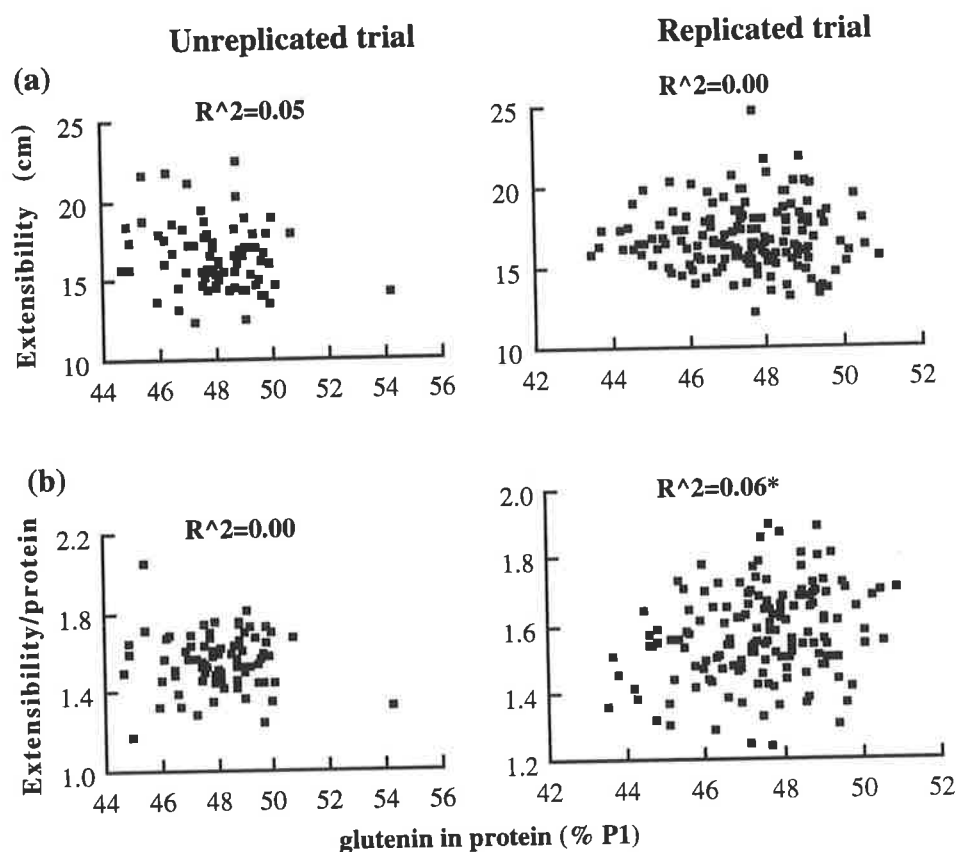 Unreplicated trial
Replicated trial
(a)
R^2=0.05
R^2=0.00
Extensibility (cm)
25
20
15
10
44 46 48 50 52 54 56
25
20
15
10
42 44 46 48 50 52
(b)
R^2=0.00
R^2=0.06*
Extensibility/protein
2.2
1.8
1.4
1.0
44 46 48 50 52 54 56
2.0
1.8
1.6
1.4
1.2
42 44 46 48 50 52
glutenin in protein (% P1)